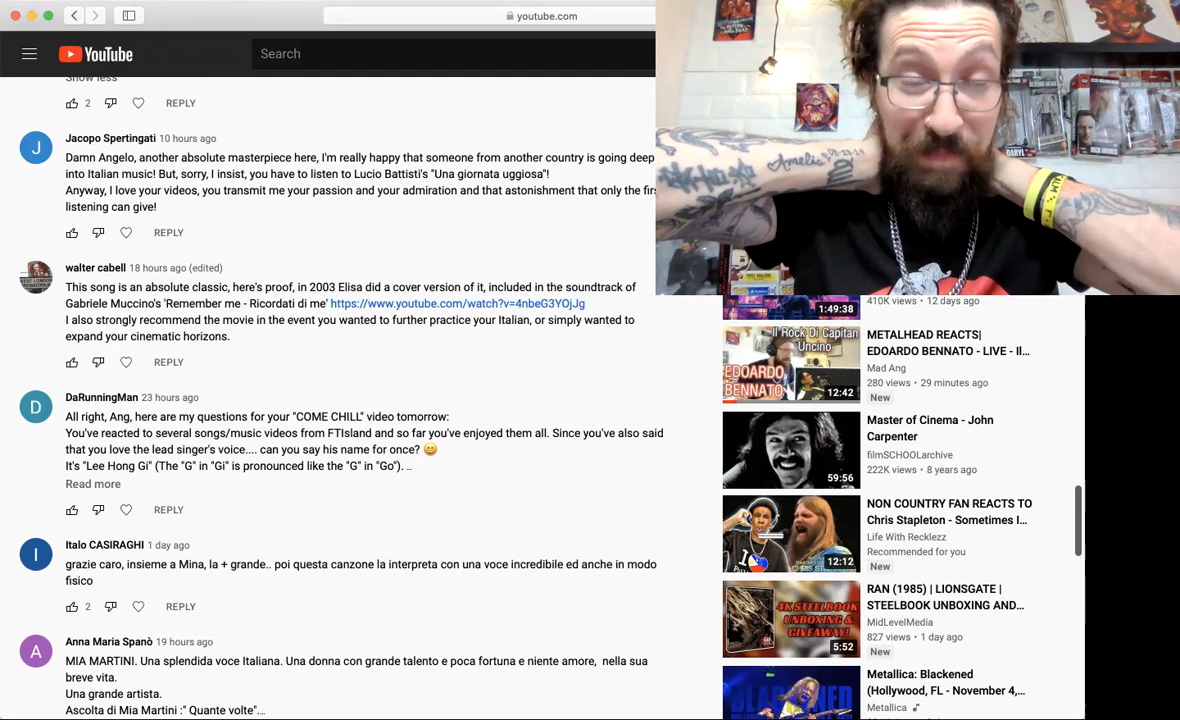 youtube.com
YouTube
Search
Show less
2
REPLY
Jacopo Spertingati 10 hours ago
Damn Angelo, another absolute masterpiece here, I'm really happy that someone from another country is going deep
into Italian music! But, sorry, I insist, you have to listen to Lucio Battisti's "Una giornata uggiosa"!
Anyway, I love your videos, you transmit me your passion and your admiration and that astonishment that only the
listening can give!
REPLY
walter cabell 18 hours ago (edited)
This song is an absolute classic, here's proof, in 2003 Elisa did a cover version of it, included in the soundtrack of
Gabriele Muccino's 'Remember me - Ricordati di me' https://www.youtube.com/watch?v=4nbeG3YOjJg
I also strongly recommend the movie in the event you wanted to further practice your Italian, or simply wanted to
expand your cinematic horizons.
REPLY
D
DaRunningMan 23 hours ago
All right, Ang, here are my questions for your "COME CHILL" video tomorrow:
You've reacted to several songs/music videos from FTIsland and so far you've enjoyed them all. Since you've also said
that you love the lead singer's voice.... can you say his name for once? 😄
It's "Lee Hong Gi" (The "G" in "Gi" is pronounced like the "G" in "Go"). ...
Read more
REPLY
I
Italo CASIRAGHI 1 day ago
grazie caro, insieme a Mina, la + grande.. poi questa canzone la interpreta con una voce incredibile ed anche in modo
fisico
2
REPLY
A
Anna Maria Spanò 19 hours ago
MIA MARTINI. Una splendida voce Italiana. Una donna con grande talento e poca fortuna e niente amore, nella sua
breve vita.
Una grande artista.
Ascolta di Mia Martini :" Quante volte"...
J
Amelia
DARYL
RICK GRIMES
POST MALONE
410K views • 12 days ago
1:49:38
Il Rock Di Capitan
Uncino
EDOARDO
BENNATO
12:42
METALHEAD REACTS|
EDOARDO BENNATO - LIVE - Il...
Mad Ang
280 views • 29 minutes ago
New
59:56
Master of Cinema - John
Carpenter
filmSCHOOLarchive
222K views • 8 years ago
12:12
NON COUNTRY FAN REACTS TO
Chris Stapleton - Sometimes I...
Life With Recklezz
Recommended for you
New
4K STEELBOOK
UNBOXING &
GIVEAWAY!
5:52
RAN (1985) | LIONSGATE |
STEELBOOK UNBOXING AND...
MidLevelMedia
827 views • 1 day ago
New
Metallica: Blackened
(Hollywood, FL - November 4,...
Metallica